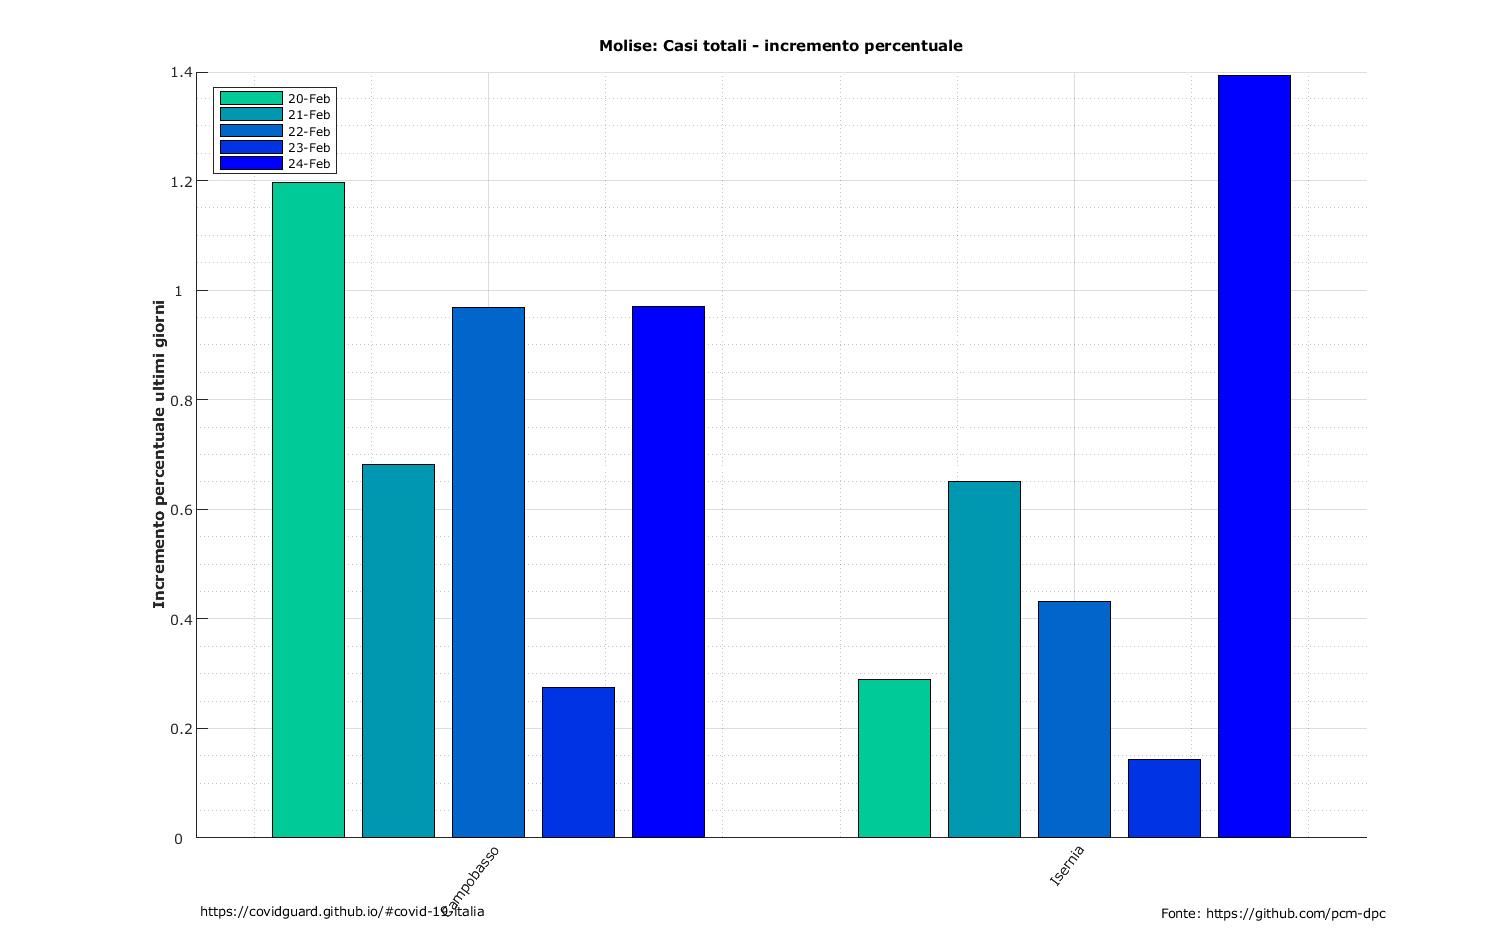 Molise: Casi totali - incremento percentuale
1.4
1.2
1
0.8
0.6
0.4
0.2
0
Incremento percentuale ultimi giorni
20-Feb
21-Feb
22-Feb
23-Feb
24-Feb
Campobasso
Isernia
https://covidguard.github.io/#covid-19-italia
Fonte: https://github.com/pcm-dpc